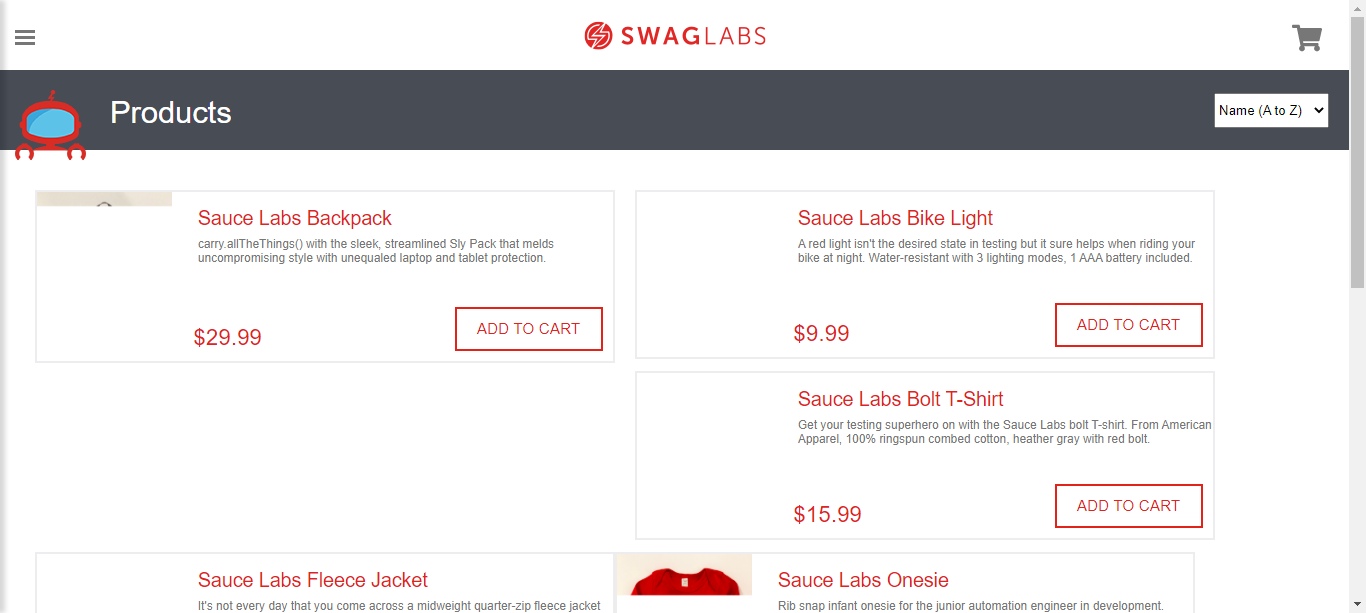 SWAGLABS
Products
Name (A to Z)
Sauce Labs Backpack
carry.allTheThings() with the sleek, streamlined Sly Pack that melds
uncompromising style with unequaled laptop and tablet protection.
$29.99
ADD TO CART
Sauce Labs Bike Light
A red light isn't the desired state in testing but it sure helps when riding your
bike at night. Water-resistant with 3 lighting modes, 1 AAA battery included.
$9.99
ADD TO CART
Sauce Labs Bolt T-Shirt
Get your testing superhero on with the Sauce Labs bolt T-shirt. From American
Apparel, 100% ringspun combed cotton, heather gray with red bolt.
$15.99
ADD TO CART
Sauce Labs Fleece Jacket
It's not every day that you come across a midweight quarter-zip fleece jacket
Sauce Labs Onesie
Rib snap infant onesie for the junior automation engineer in development.